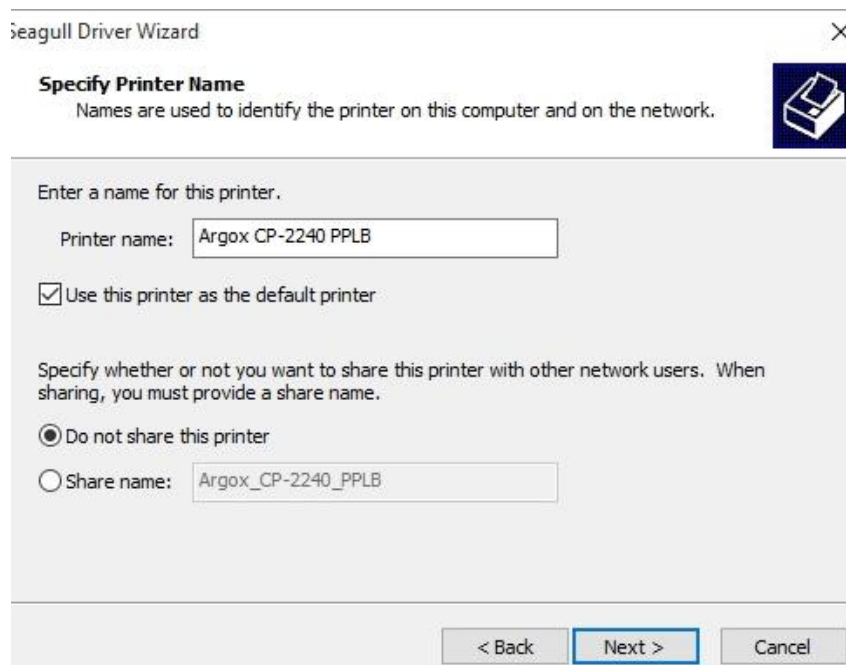 Seagull Driver Wizard
Specify Printer Name
Names are used to identify the printer on this computer and on the network.
Enter a name for this printer.
Printer name: Argox CP-2240 PPLB
Use this printer as the default printer
Specify whether or not you want to share this printer with other network users.  When
sharing, you must provide a share name.
Do not share this printer
Share name: Argox_CP-2240_PPLB
< Back Next > Cancel